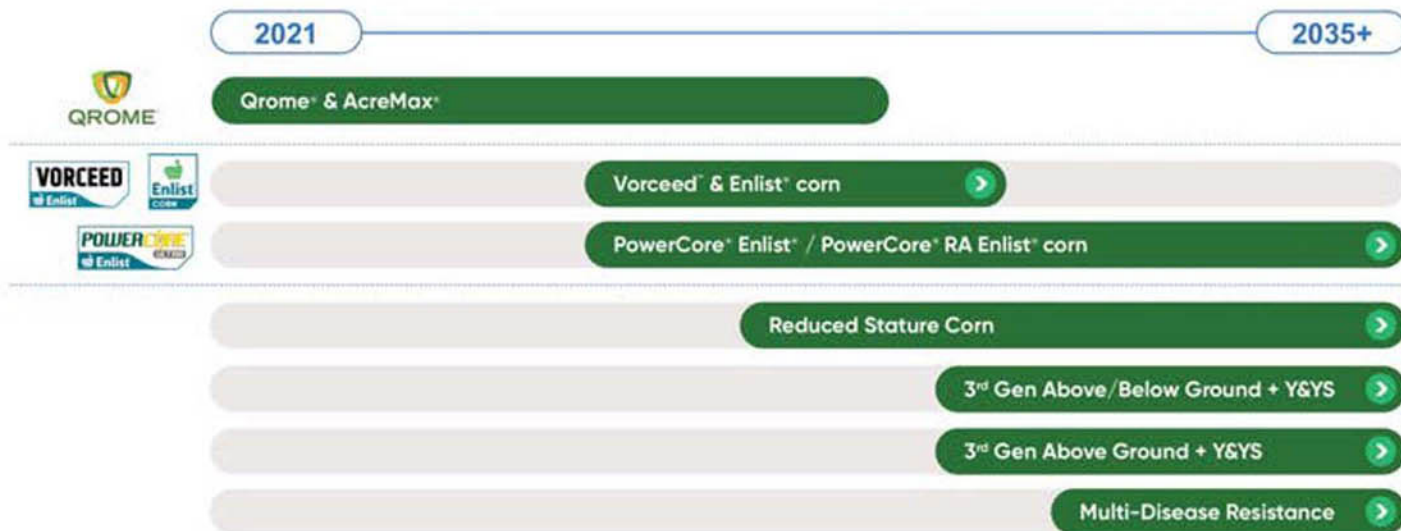 2021
2035+
QROME
Qrome® & AcreMax®
VORCEED
Enlist
Enlist
CORN
Vorceed™ & Enlist® corn
POWERCORE
ULTRA
Enlist
PowerCore® Enlist® / PowerCore® RA Enlist® corn
Reduced Stature Corn
3rd Gen Above/Below Ground + Y&YS
3rd Gen Above Ground + Y&YS
Multi-Disease Resistance